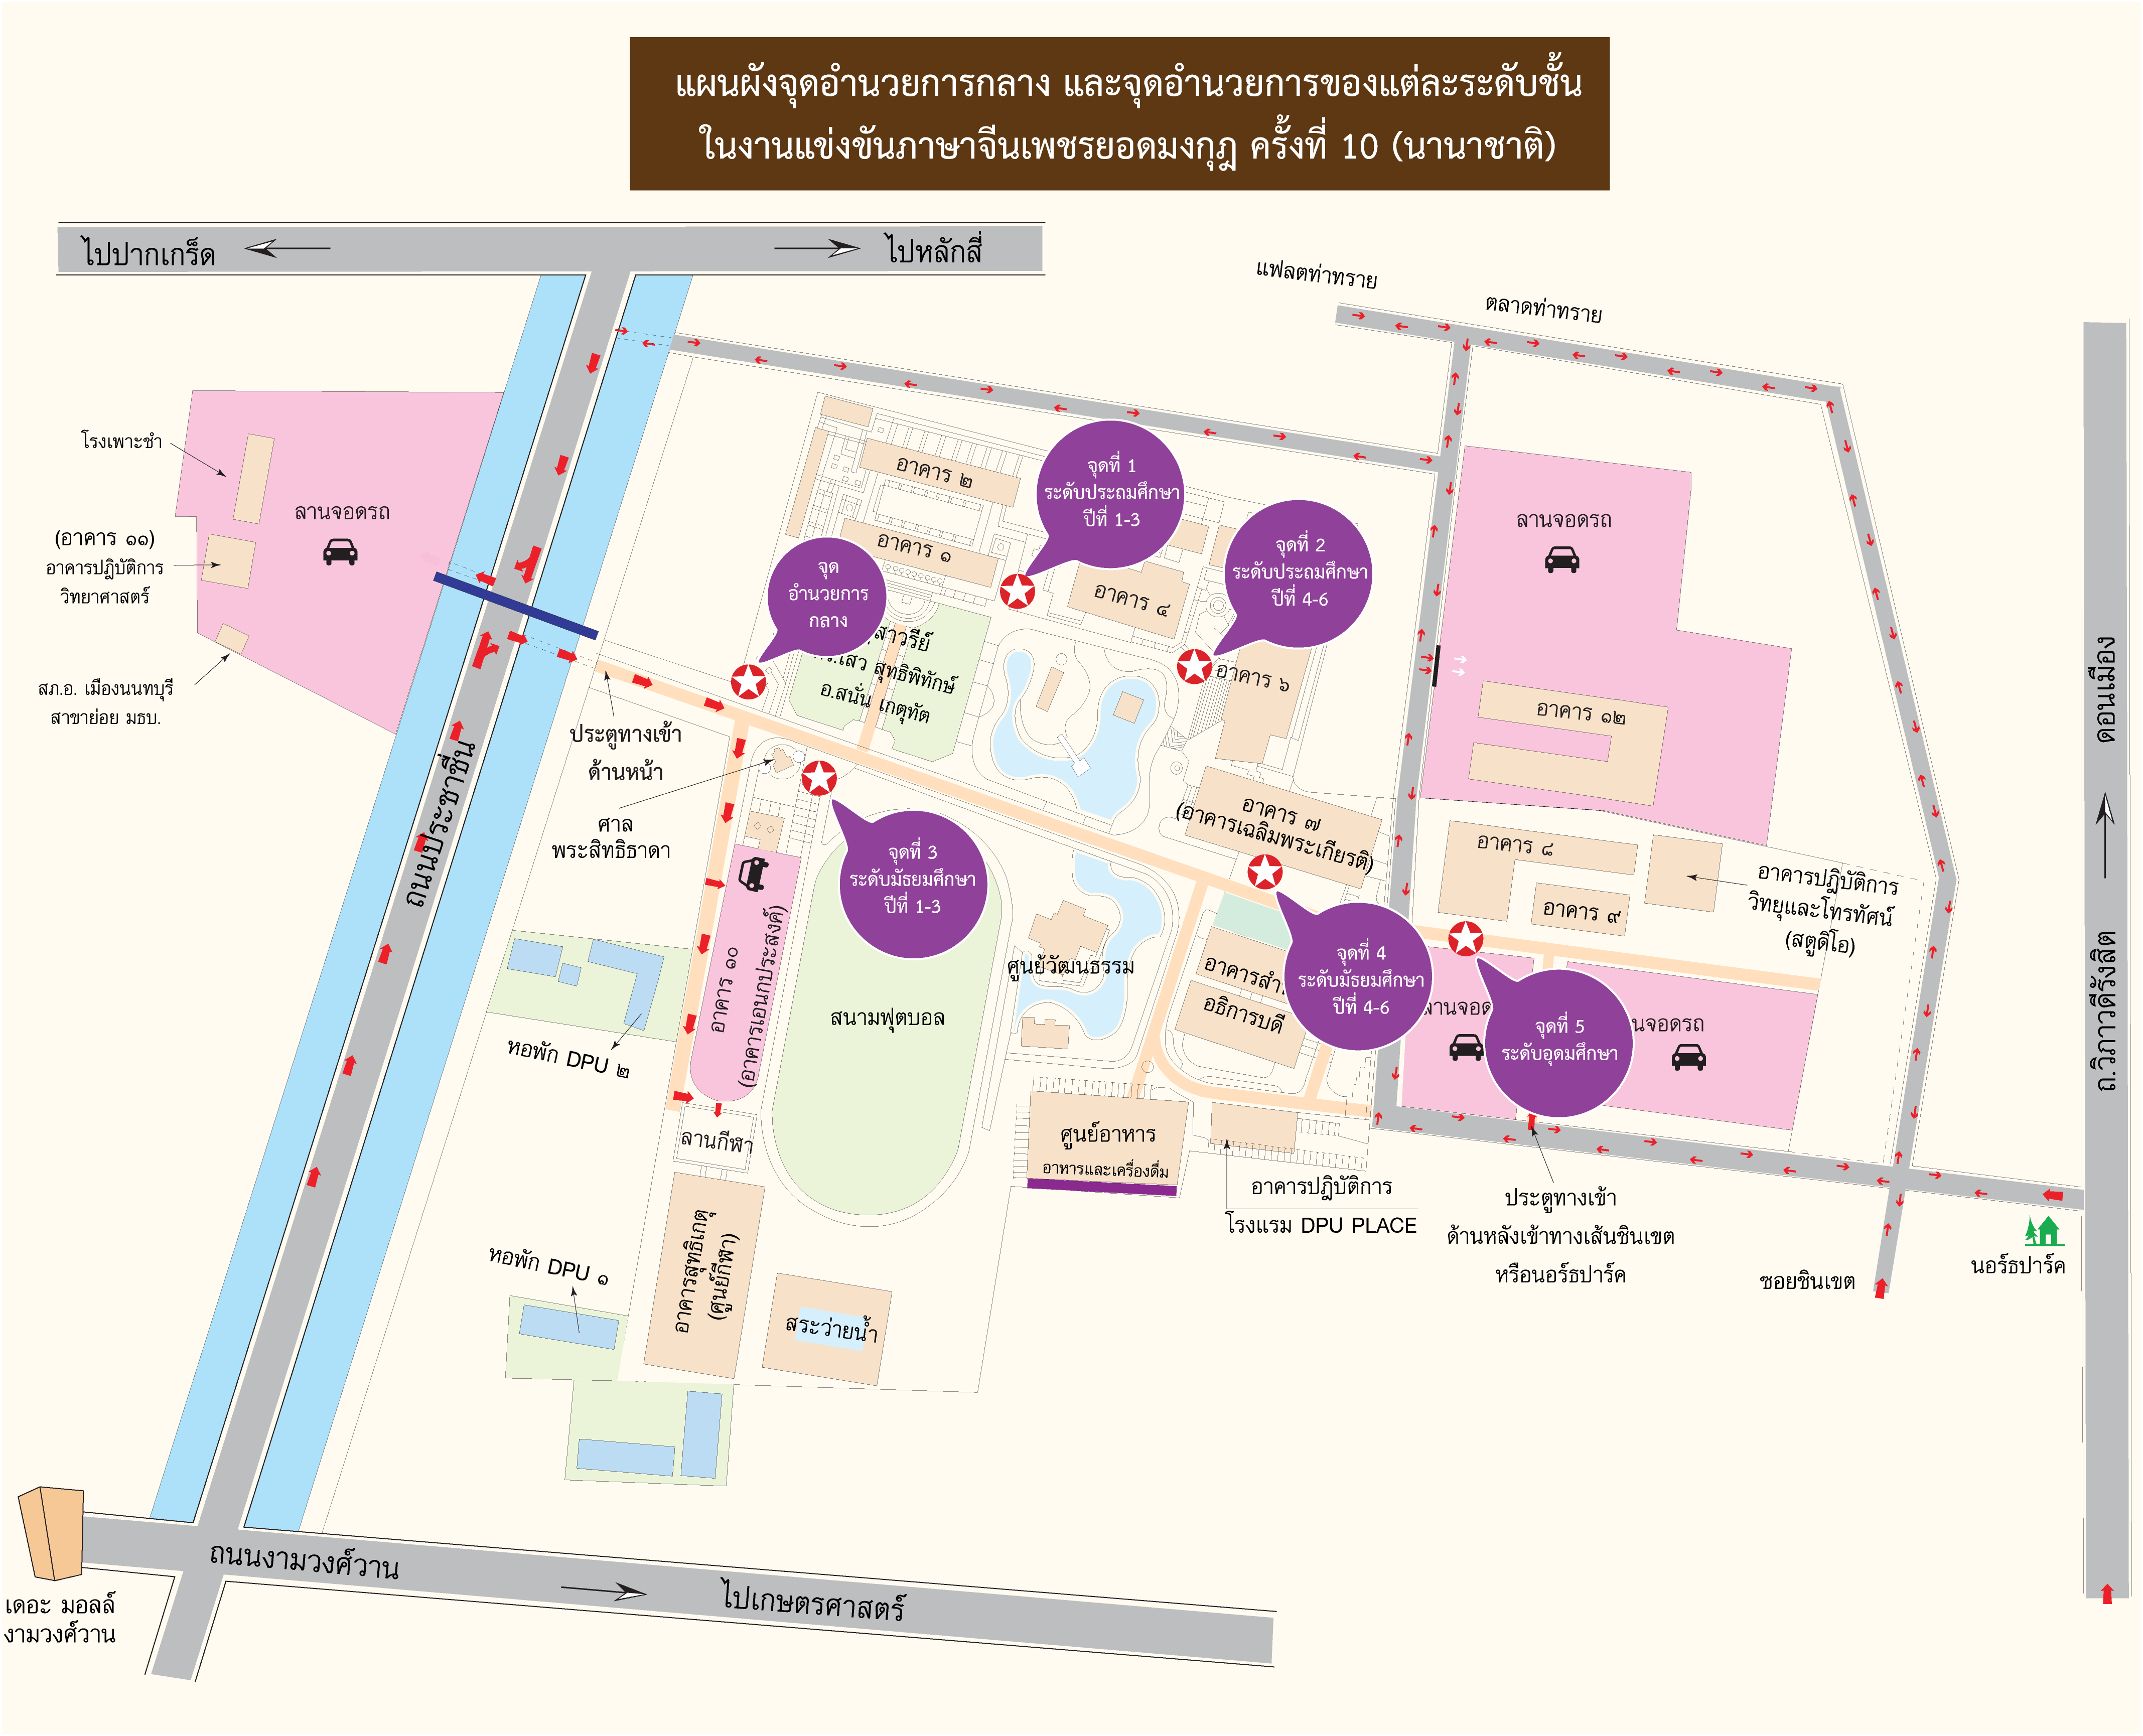 แผนผังจุดอำนวยการกลาง และจุดอำนวยการของแต่ละระดับชั้น
ในงานแข่งขันภาษาจีนเพชรยอดมงกุฎ ครั้งที่ 10 (นานาชาติ)
ไปปากเกร็ด
ไปหลักสี่
แฟลตท่าทราย
ตลาดท่าทราย
โรงเพาะชำ
ลานจอดรถ
(อาคาร ๑๑)
อาคารปฎิบัติการ
วิทยาศาสตร์
สภ.อ. เมืองนนทบุรี
สาขาย่อย มธบ.
ถนนประชาชื่น
ประตูทางเข้า
ด้านหน้า
ศาล
พระสิทธิธาดา
อาคาร ๒
อาคาร ๑
จุด
อำนวยการ
กลาง
จุดที่ 1
ระดับประถมศึกษา
ปีที่ 1-3
จุดที่ 2
ระดับประถมศึกษา
ปีที่ 4-6
อาคาร ๔
สาวรีย์
.เสว สุทธิพิทักษ์
อ.สนั่น เกตุทัต
อาคาร ๖
อาคาร ๗
(อาคารเฉลิมพระเกียรติ)
ลานจอดรถ
อาคาร ๑๒
อาคาร ๘
อาคาร ๙
อาคารปฎิบัติการ
วิทยุและโทรทัศน์
(สตูดิโอ)
จุดที่ 3
ระดับมัธยมศึกษา
ปีที่ 1-3
จุดที่ 4
ระดับมัธยมศึกษา
ปีที่ 4-6
จุดที่ 5
ระดับอุดมศึกษา
ลานจอด
นจอดรถ
อาคาร ๑๐
(อาคารเอนกประสงค์)
สนามฟุตบอล
ศูนย์วัฒนธรรม
อาคารสำ
อธิการบดี
หอพัก DPU ๒
ลานกีฬา
ศูนย์อาหาร
อาหารและเครื่องดื่ม
อาคารปฎิบัติการ
โรงแรม DPU PLACE
ประตูทางเข้า
ด้านหลังเข้าทางเส้นชินเขต
หรือนอร์ธปาร์ค
ซอยชินเขต
นอร์ธปาร์ค
ดอนเมือง
ถ.วิภาวดีรังสิต
หอพัก DPU ๑
อาคารสุทธิเกตุ
(ศูนย์กีฬา)
สระว่ายน้ำ
ถนนงามวงศ์วาน
ไปเกษตรศาสตร์
เดอะ มอลล์
งามวงศ์วาน